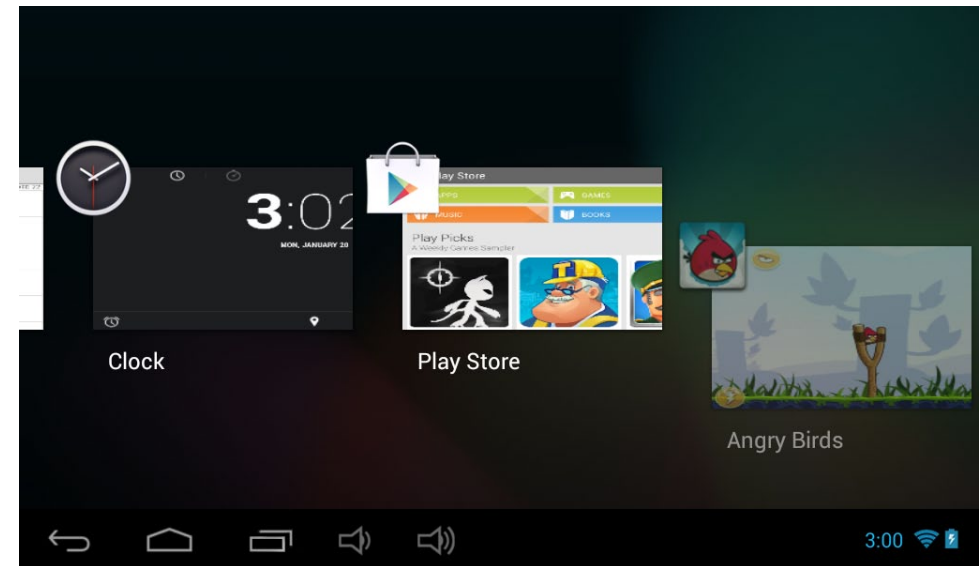 3:02
MON, JANUARY 20
Clock
Play Store
APPS
GAMES
MUSIC
BOOKS
Play Picks
A Weekly Games Sampler
T
Play Store
Angry Birds
3:00